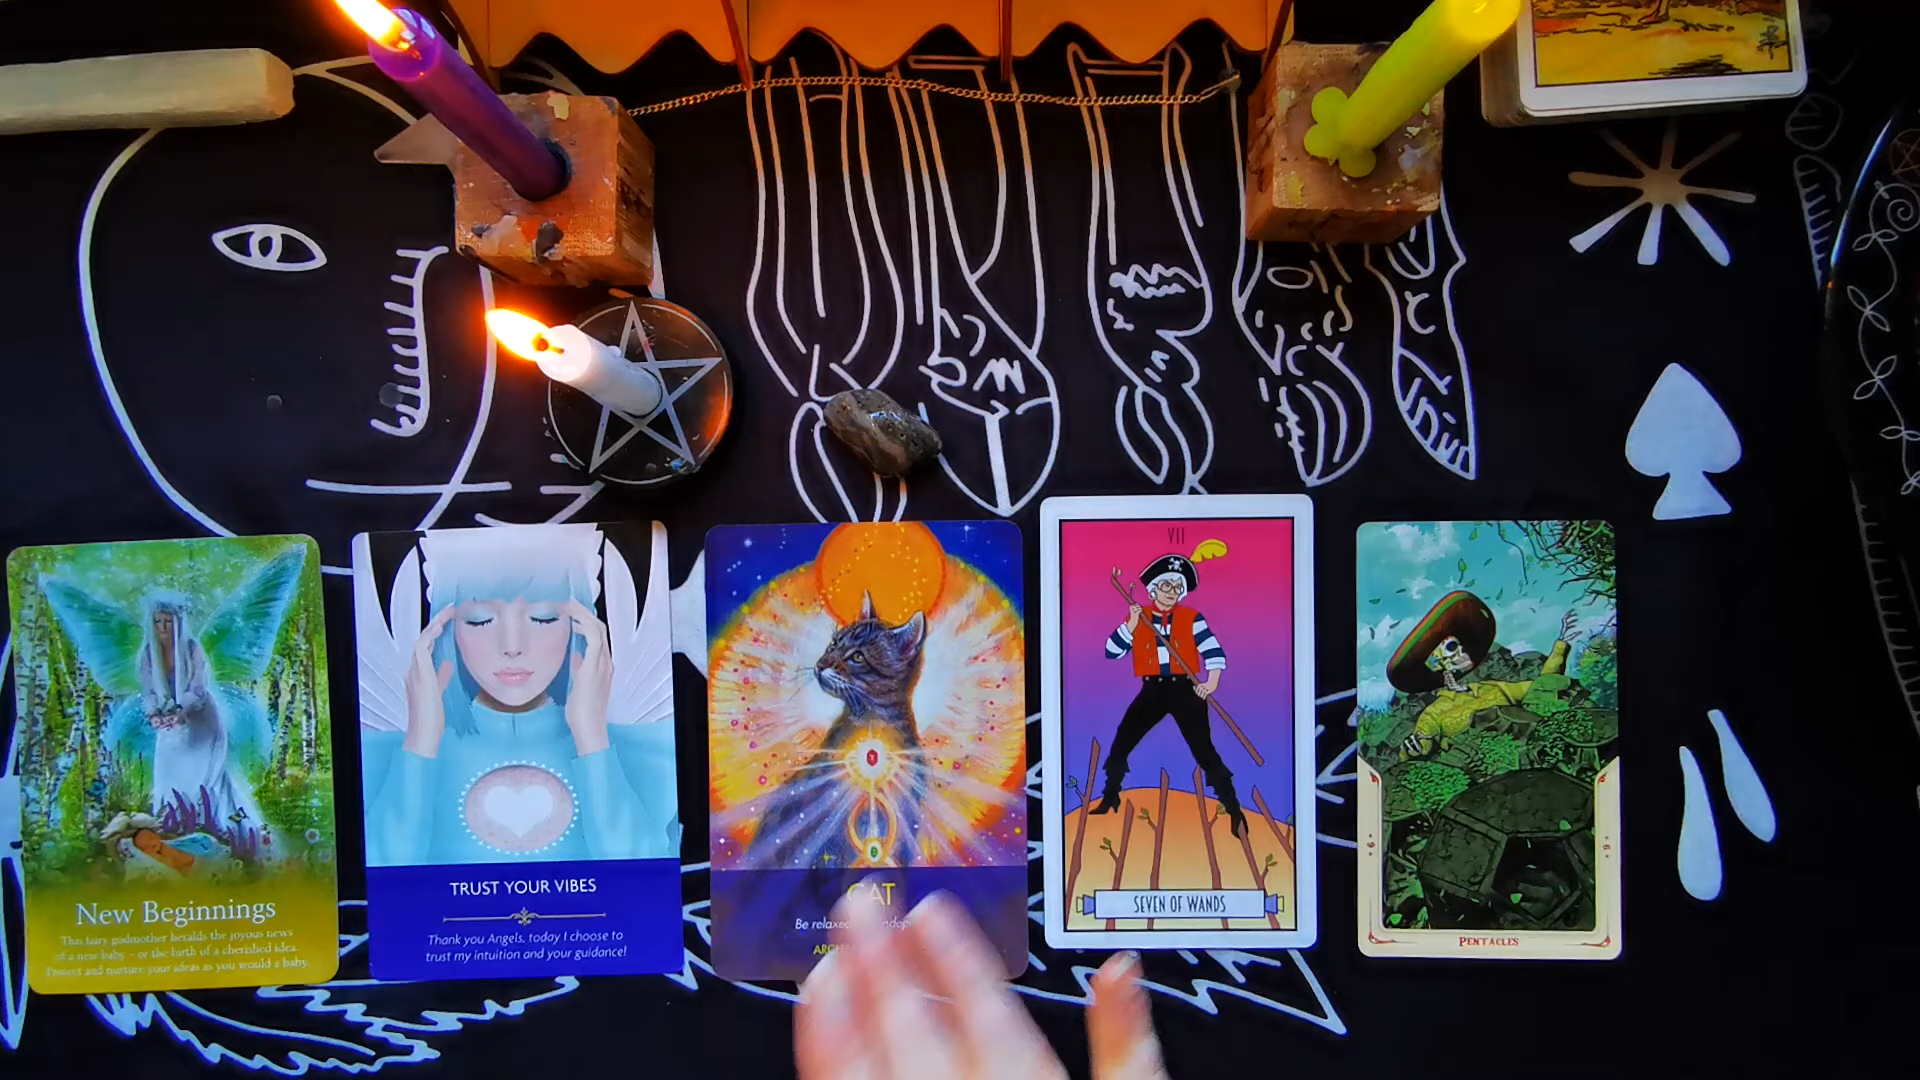 New Beginnings
This fairy godmother heralds the joyous news
of a new baby – or the birth of a cherished idea.
Protect and nurture your ideas as you would a baby.
TRUST YOUR VIBES
Thank you Angels, today I choose to
trust my intuition and your guidance!
CAT
Be relaxed
VII
SEVEN OF WANDS
PENTACLES